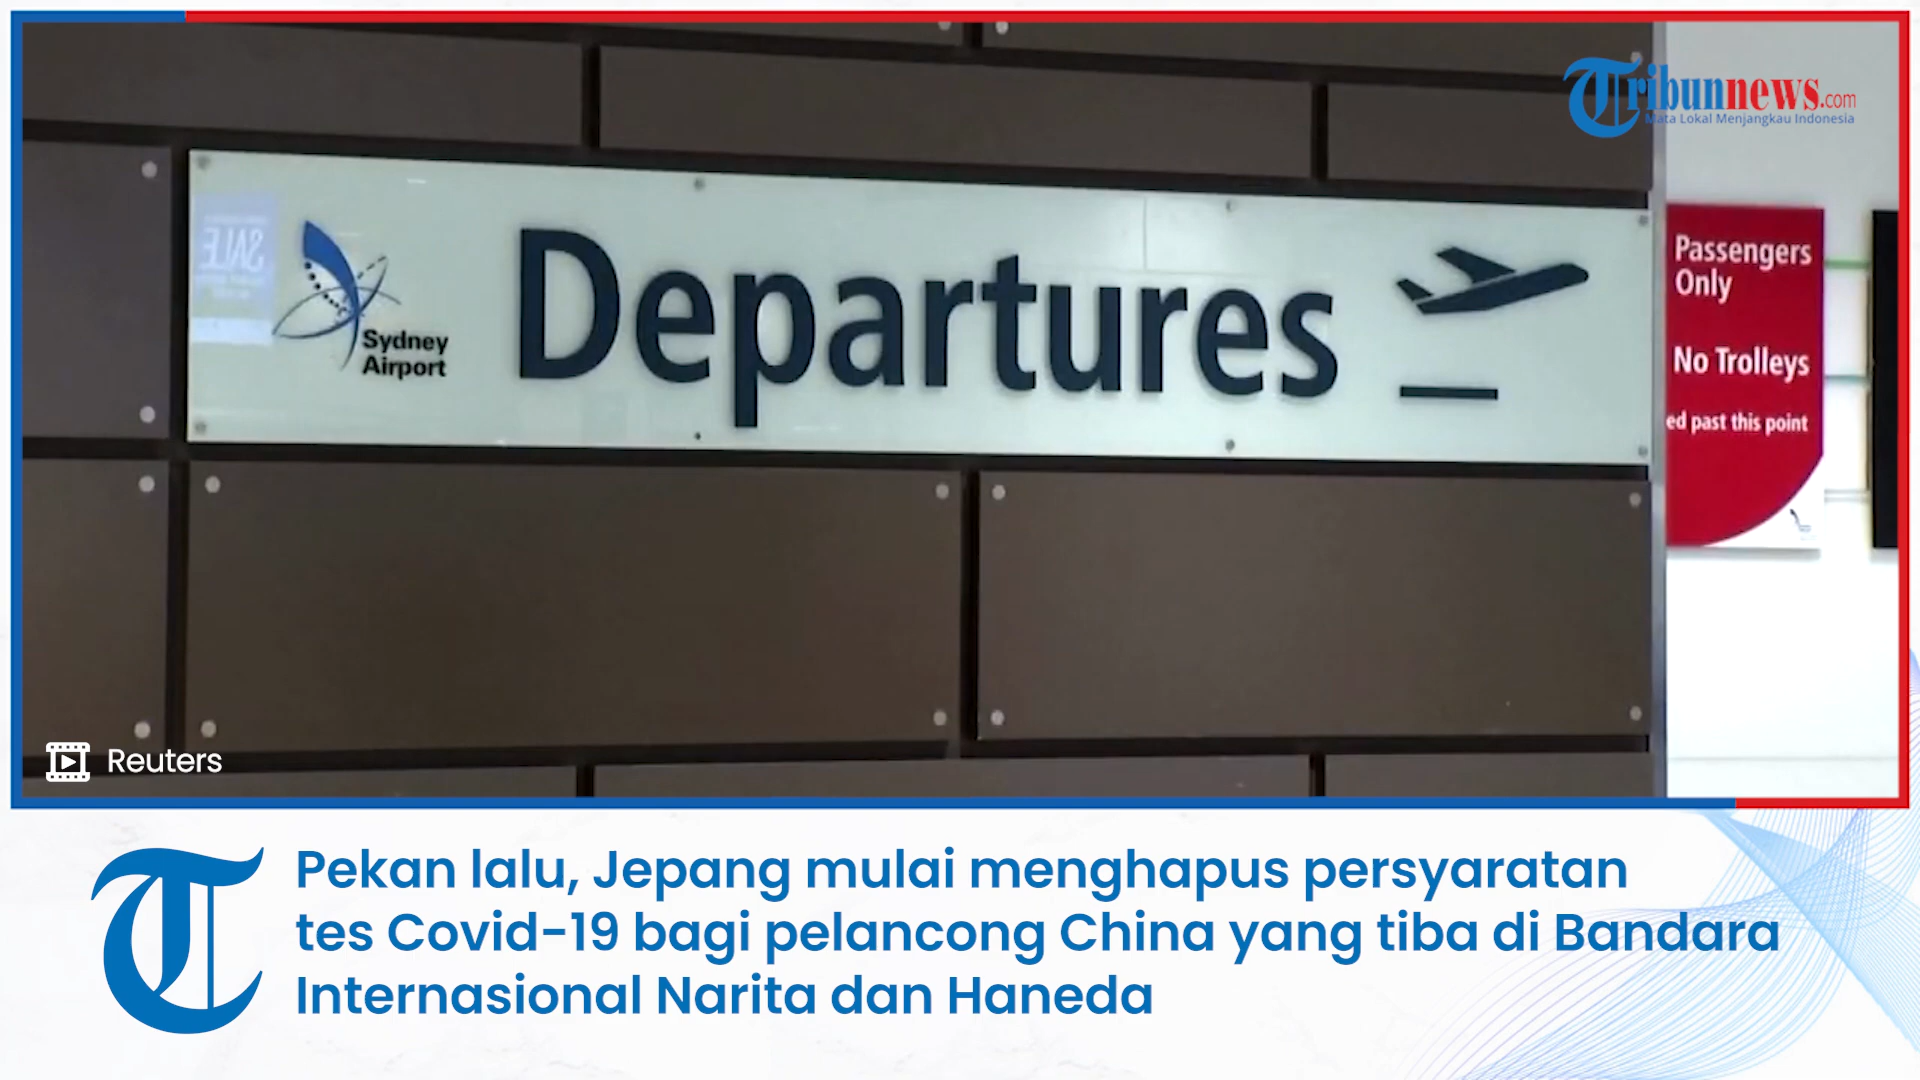 Tribunnews.com
Mata Lokal Menjangkau Indonesia
SALE
Sydney
Airport
Departures
Passengers
Only
No Trolleys
ed past this point
Reuters
Pekan lalu, Jepang mulai menghapus persyaratan
tes Covid-19 bagi pelancong China yang tiba di Bandara
Internasional Narita dan Haneda